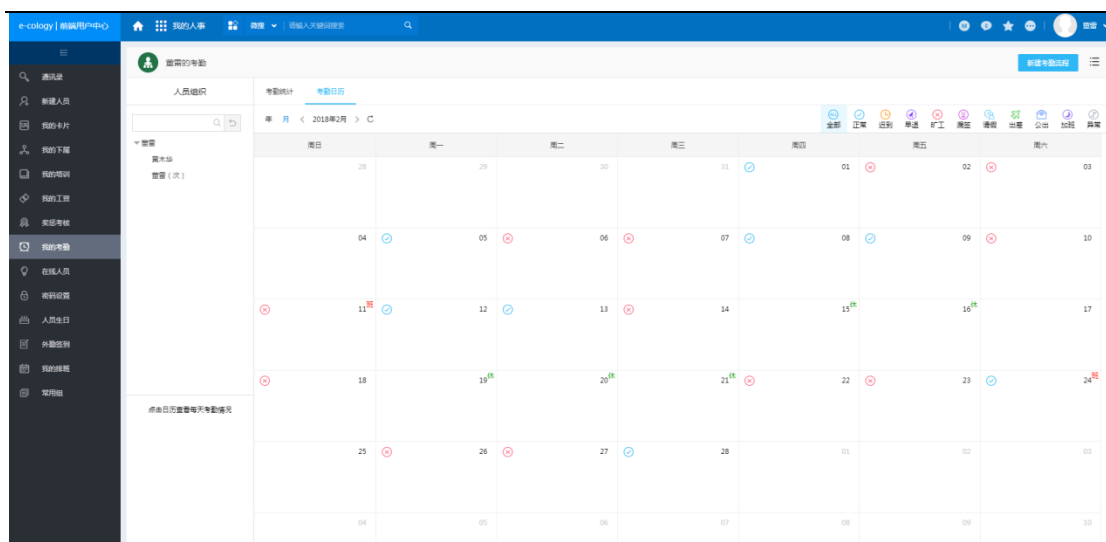 e-cology | 前端用户中心
我的人事
微搜
请输入关键词搜索
通讯录
新建人员
我的卡片
我的下属
我的培训
我的工资
奖惩考核
我的考勤
在线人员
密码设置
人员生日
外勤签到
我的排班
常用组
的考勤
新建考勤流程
人员组织
点击日历查看每天考勤情况
考勤统计 考勤日历
年 月 < 2018年2月 >
全部 正常 迟到 早退 旷工 漏签 请假 出差 公出 加班 异常
周日 周一 周二 周三 周四 周五 周六
28 29 30 31 01 02 03
04 05 06 07 08 09 10
11 班 12 13 14 15 休 16 休 17
18 19 休 20 休 21 休 22 23 24 班
25 26 27 28 01 02 03
04 05 06 07 08 09 10